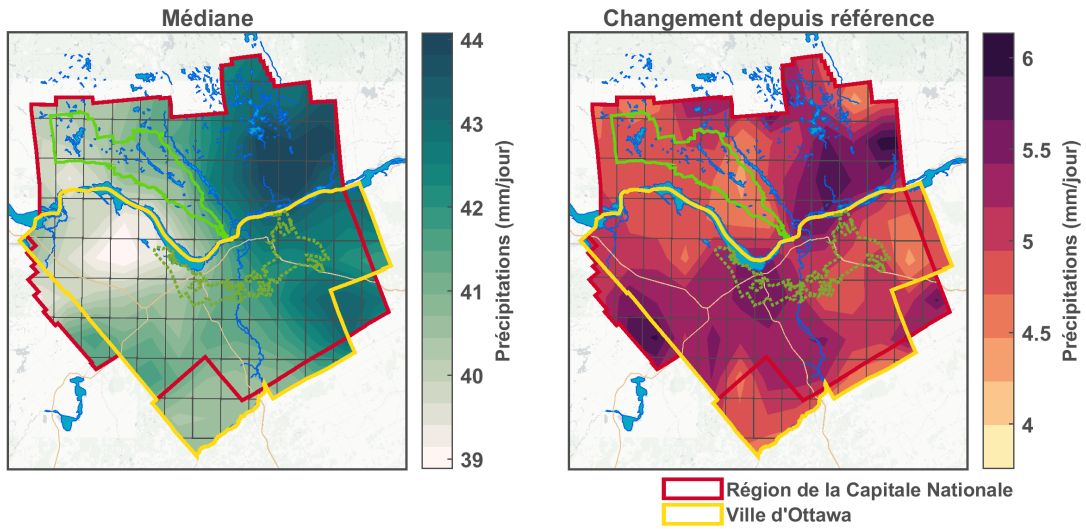 Médiane
44
43
42
41
40
39
Précipitations (mm/jour)
Changement depuis référence
6
5.5
5
4.5
4
Précipitations (mm/jour)
Région de la Capitale Nationale
Ville d'Ottawa